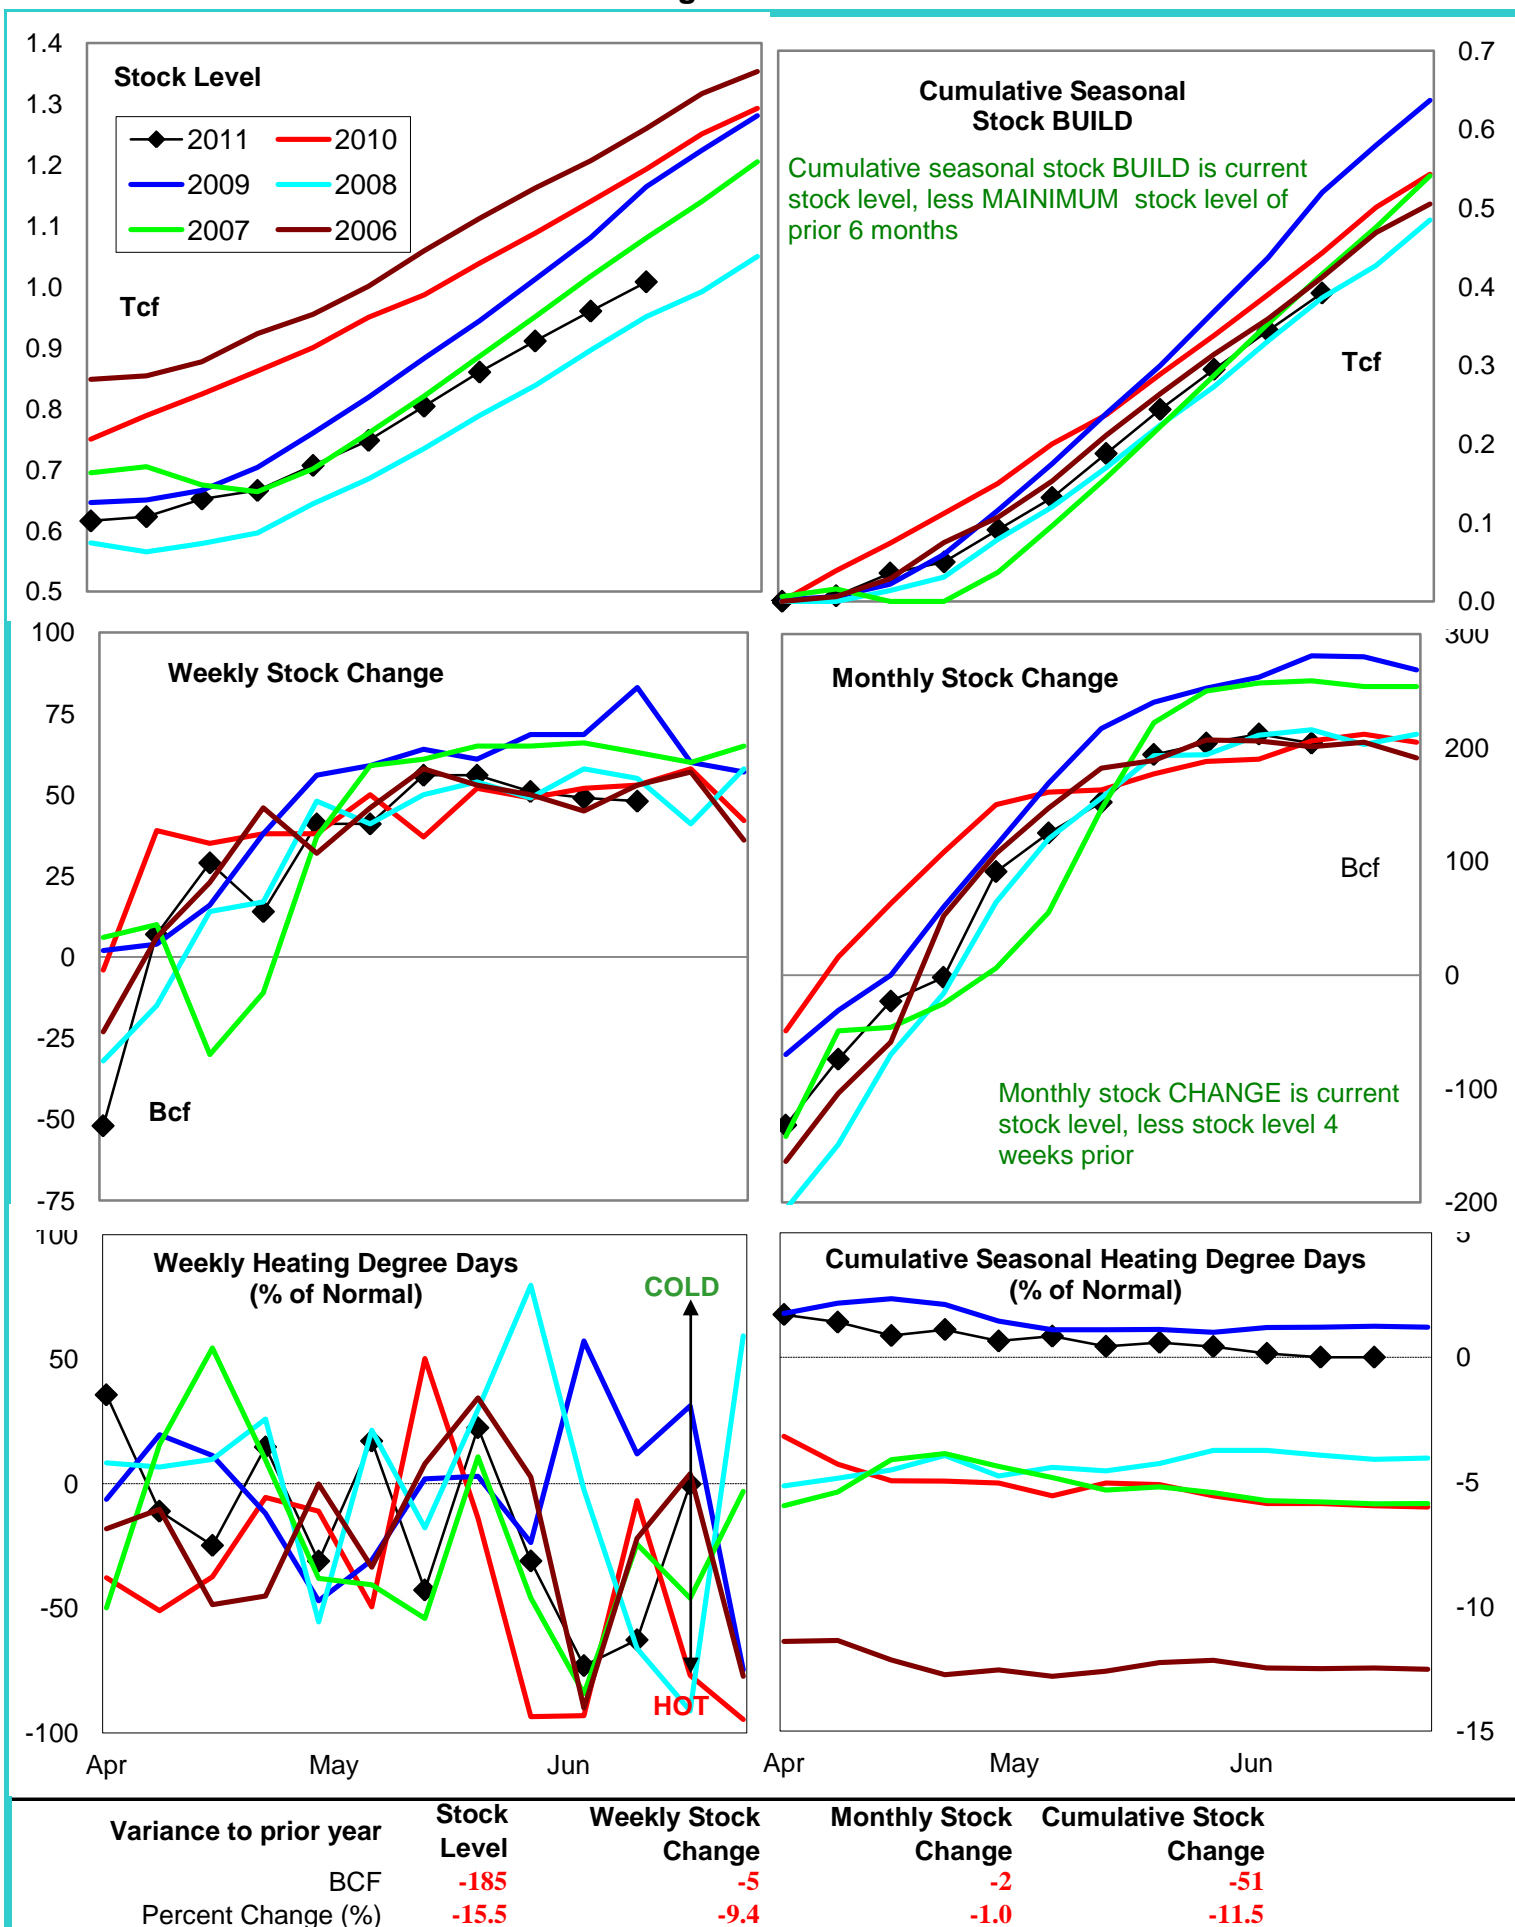 g
1.4
1.3
1.2
1.1
1.0
0.9
0.8
0.7
0.6
0.5
Stock Level
2011 2010
2009 2008
2007 2006
Tcf
Cumulative Seasonal
Stock BUILD
Cumulative seasonal stock BUILD is current
stock level, less MAINIMUM stock level of
prior 6 months
Tcf
0.7
0.6
0.5
0.4
0.3
0.2
0.1
0.0
100
75
50
25
0
-25
-50
-75
Weekly Stock Change
Bcf
Monthly Stock Change
Bcf
Monthly stock CHANGE is current
stock level, less stock level 4
weeks prior
300
200
100
0
-100
-200
100
50
0
-50
-100
Weekly Heating Degree Days
(% of Normal)
COLD
HOT
Apr May Jun
Cumulative Seasonal Heating Degree Days
(% of Normal)
5
0
-5
-10
-15
Apr May Jun
Variance to prior year Stock Level Weekly Stock Change Monthly Stock Change Cumulative Stock Change
BCF -185 -5 -2 -51
Percent Change (%) -15.5 -9.4 -1.0 -11.5